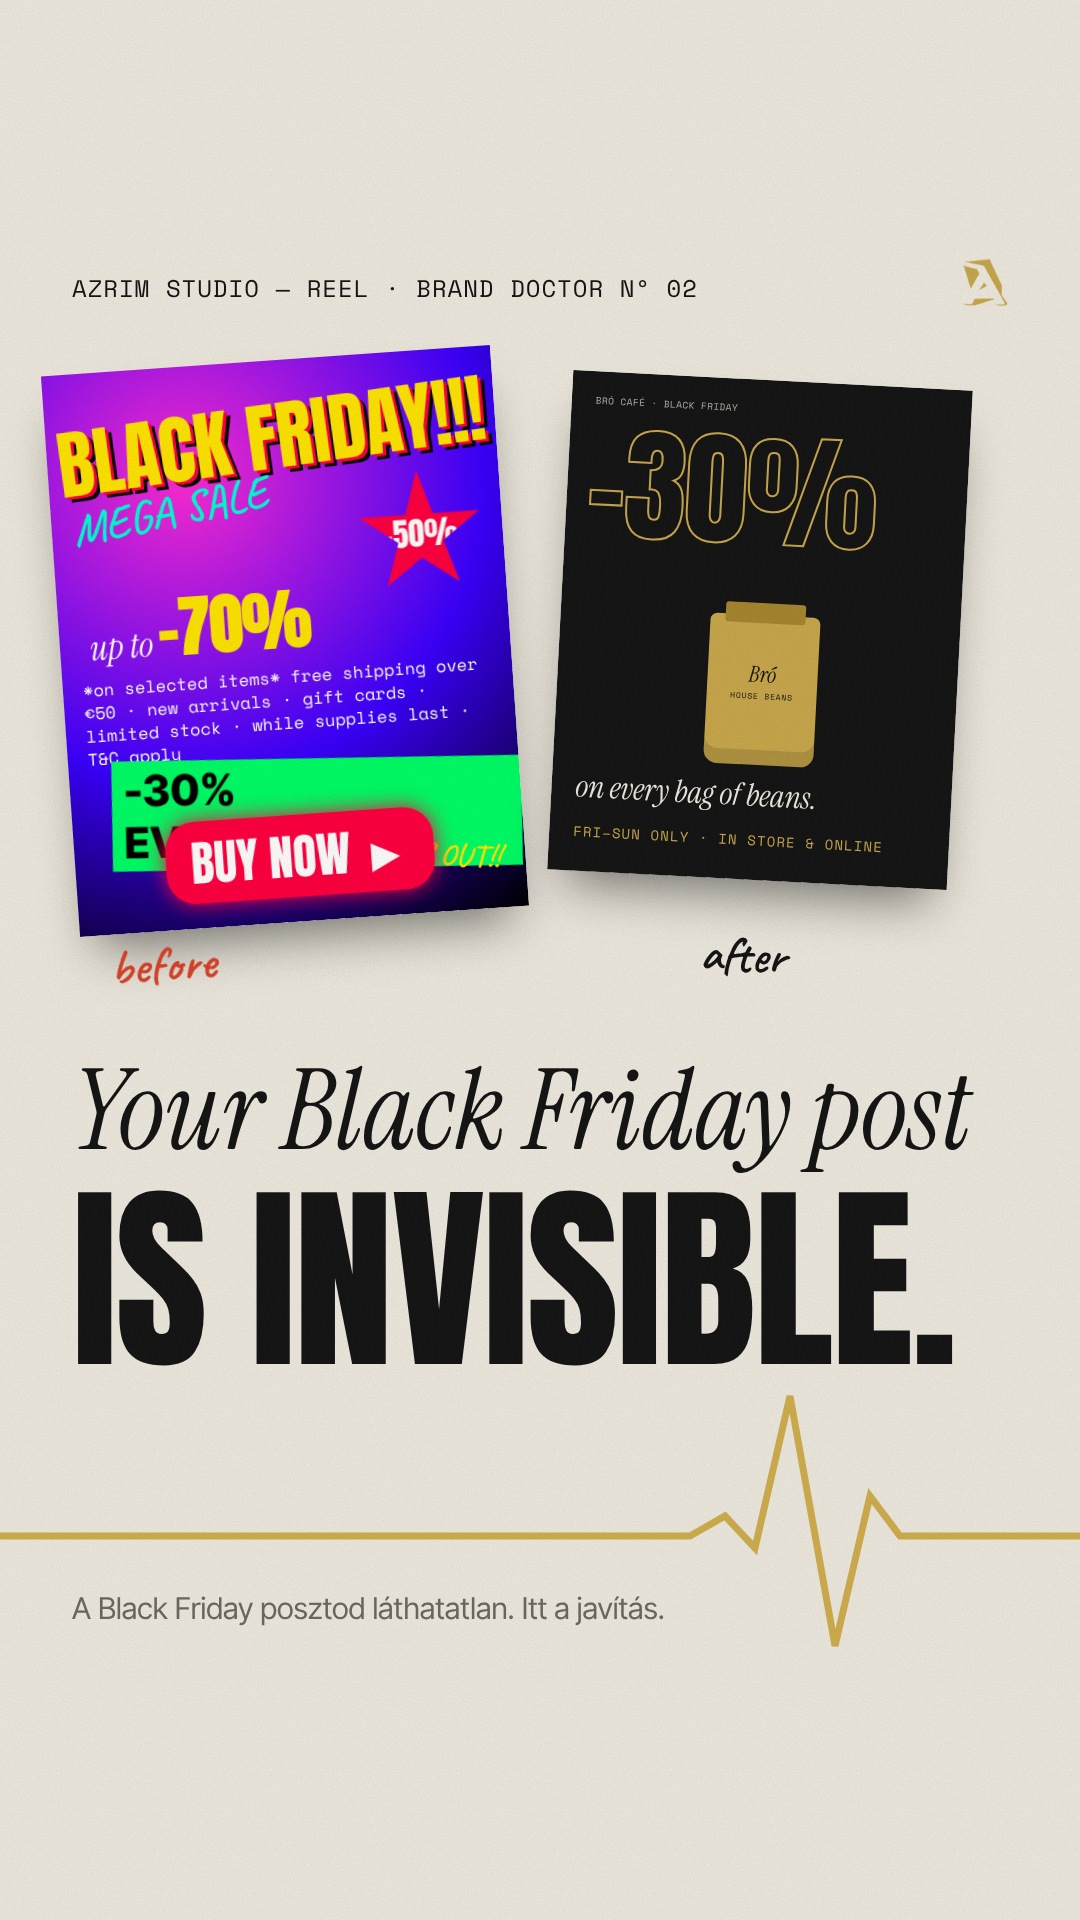 AZRIM STUDIO — REEL · BRAND DOCTOR Nº 02
BLACK FRIDAY!!!
MEGA SALE
-50%
up to -70%
*on selected items* free shipping over
€50 · new arrivals · gift cards ·
limited stock · while supplies last ·
T&C apply
-30%
BUY NOW ▶
OUT!!
before
BRÓ CAFÉ · BLACK FRIDAY
-30%
Bró
HOUSE BEANS
on every bag of beans.
FRI–SUN ONLY · IN STORE & ONLINE
after
Your Black Friday post
IS INVISIBLE.
A Black Friday posztod láthatatlan. Itt a javítás.